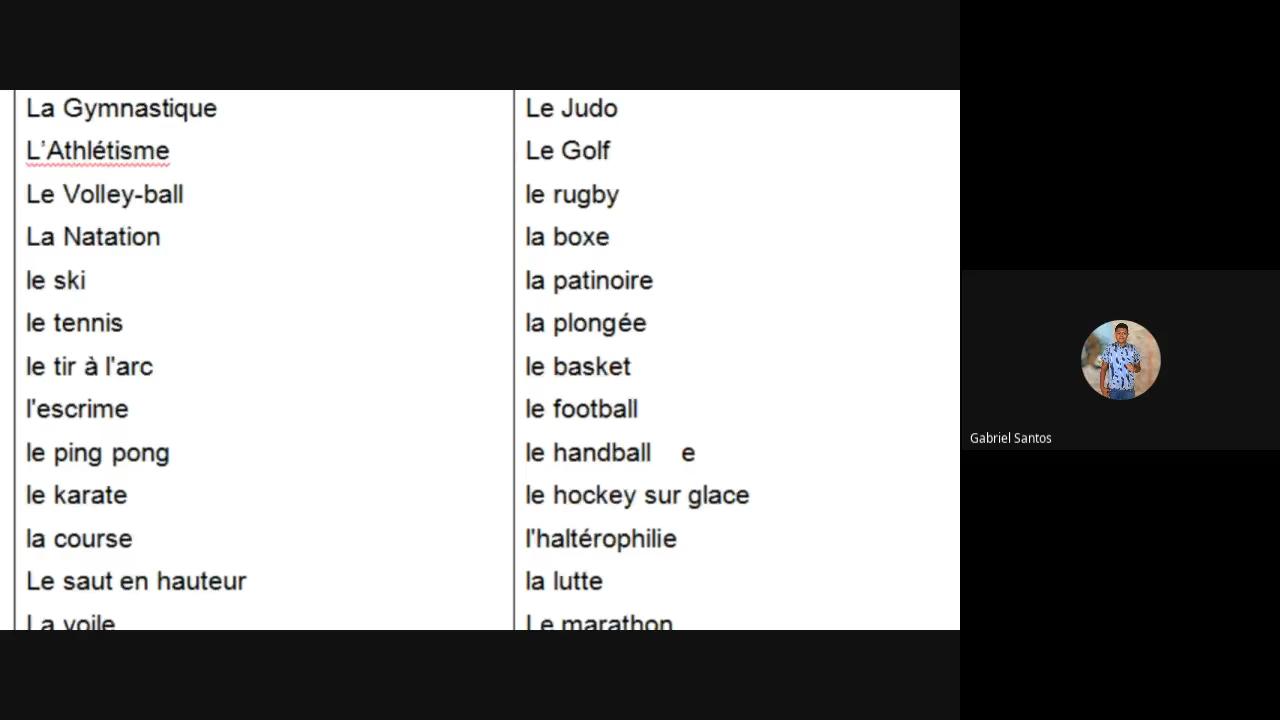 La Gymnastique
L'Athlétisme
Le Volley-ball
La Natation
le ski
le tennis
le tir à l'arc
l'escrime
le ping pong
le karate
la course
Le saut en hauteur
La voile
Le Judo
Le Golf
le rugby
la boxe
la patinoire
la plongée
le basket
le football
le handball e
le hockey sur glace
l'haltérophilie
la lutte
Le marathon
Gabriel Santos